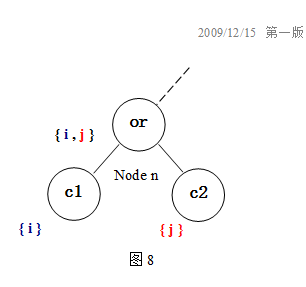 2009/12/15 第一版
or
{ i , j }
Node n
c1
c2
{ i }
{ j }
图 8